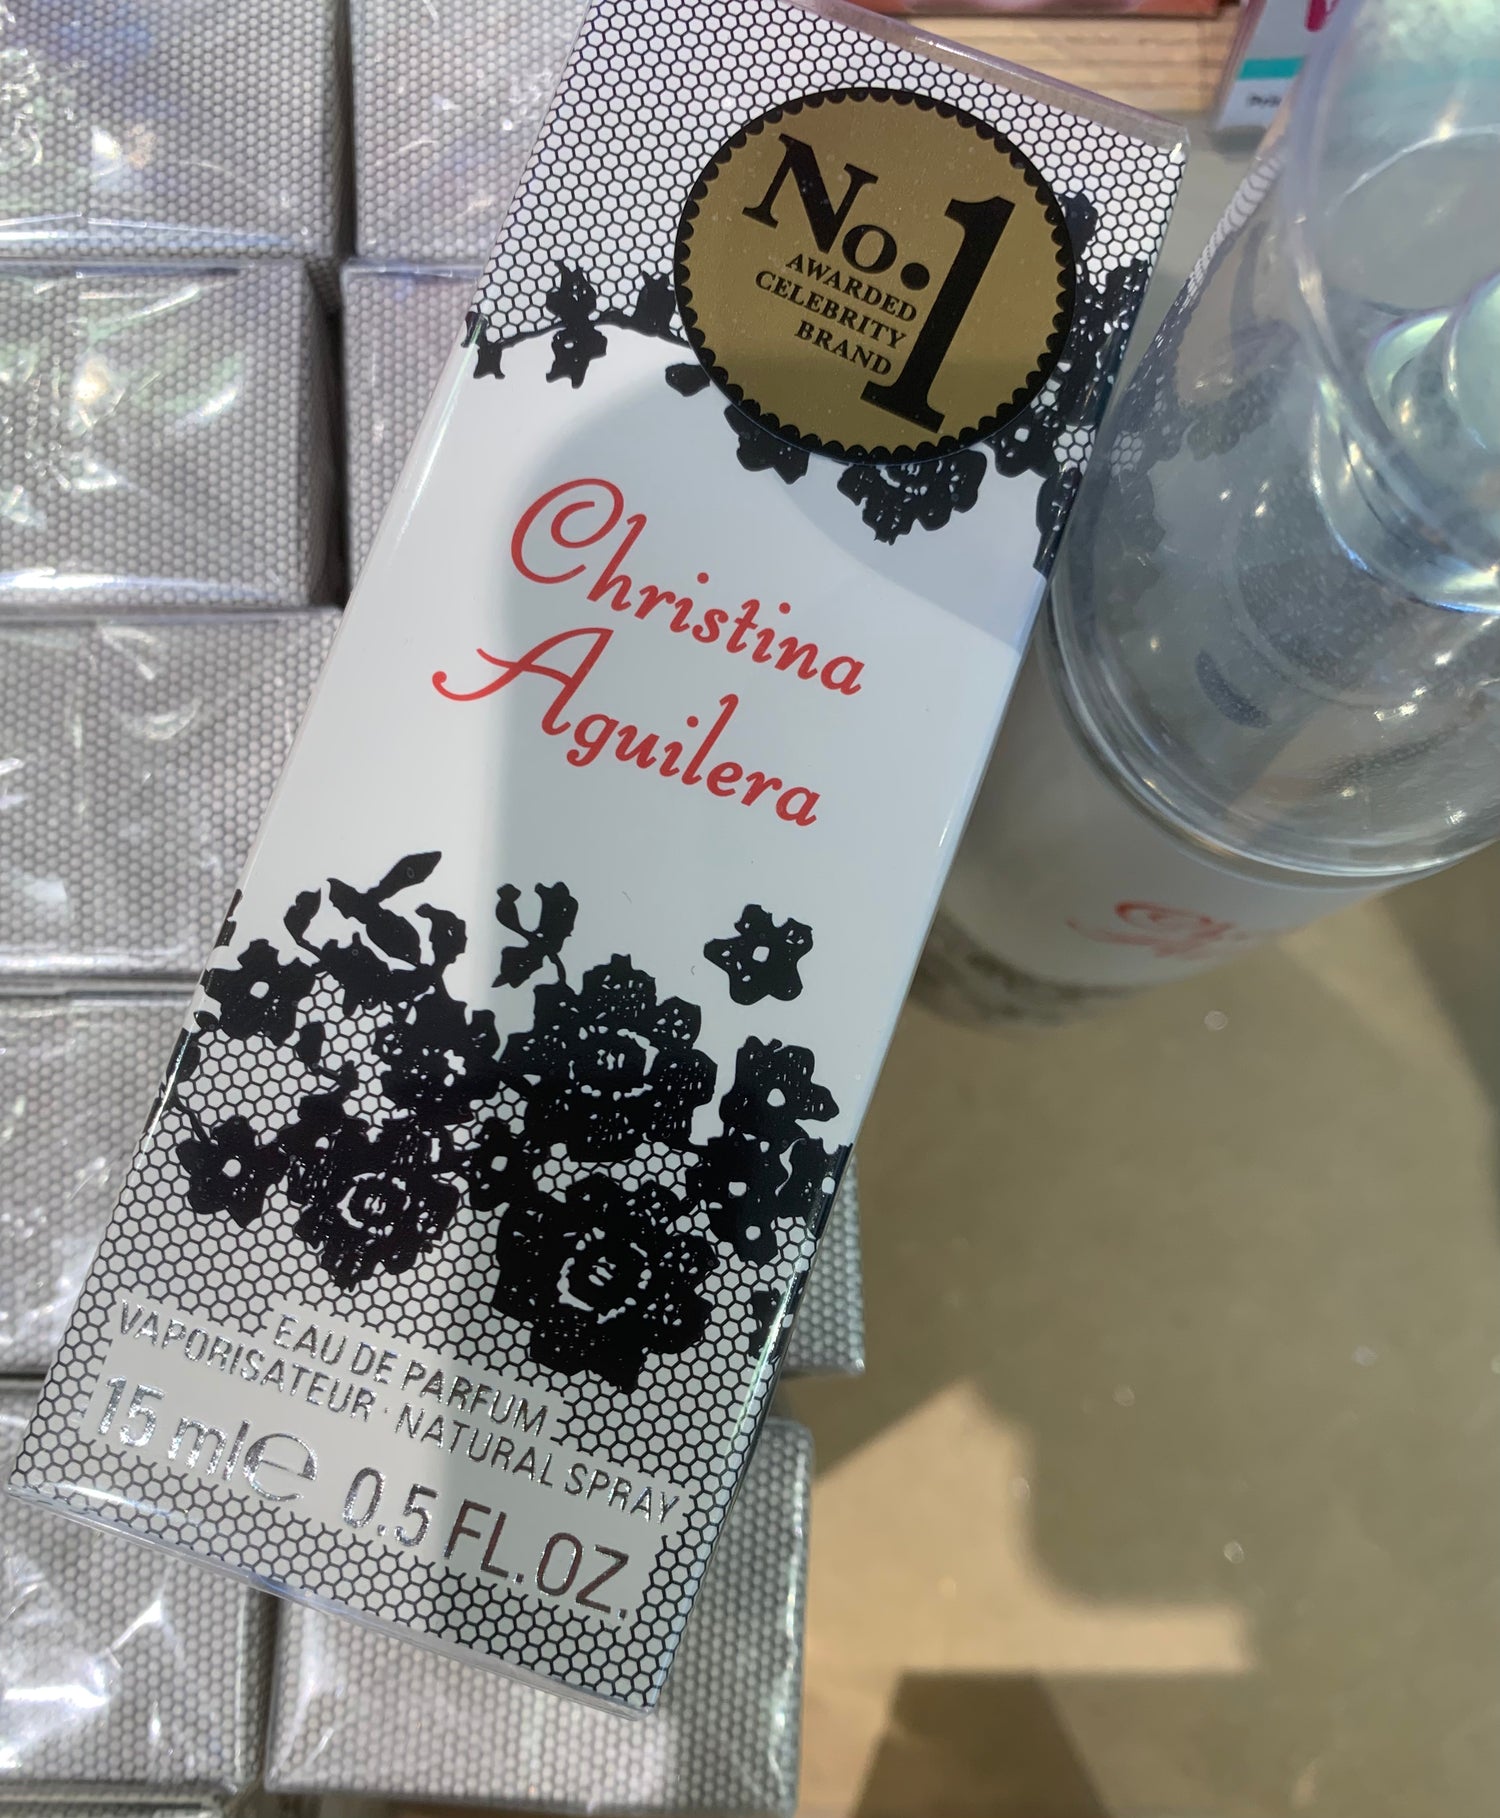 No.1
AWARDED
CELEBRITY
BRAND
Christina
Aguilera
EAU DE PARFUM
VAPORISATEUR · NATURAL SPRAY
15 ml ℮ 0.5 FL.OZ.